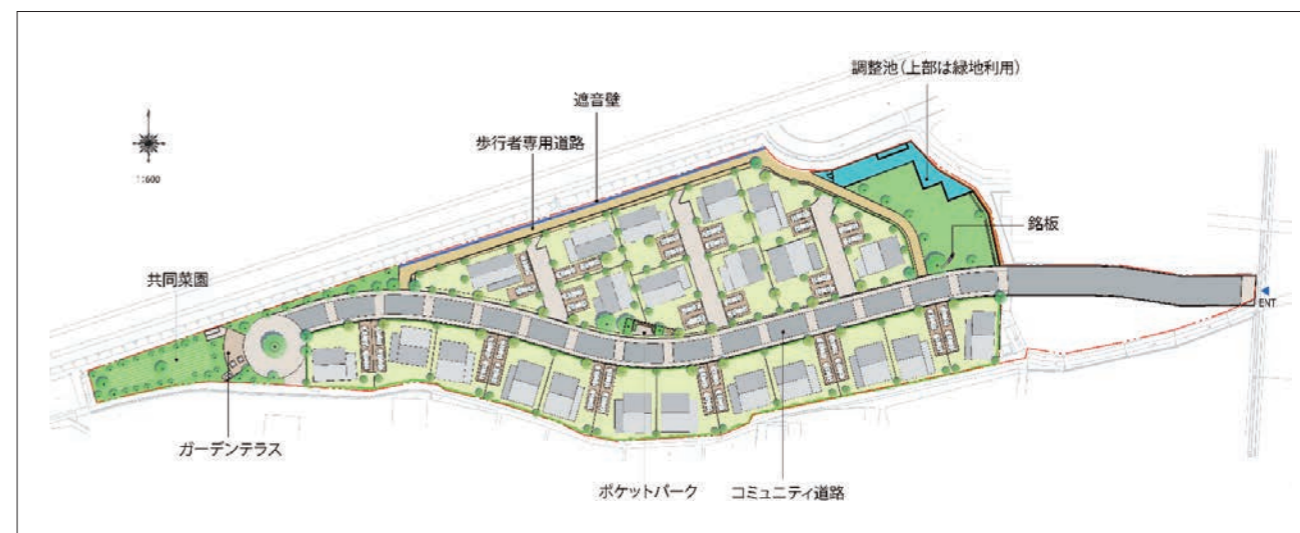 調整池（上部は緑地利用）
遮音壁
歩行者専用道路
1:600
銘板
共同菜園
ENT
ガーデンテラス
ポケットパーク
コミュニティ道路